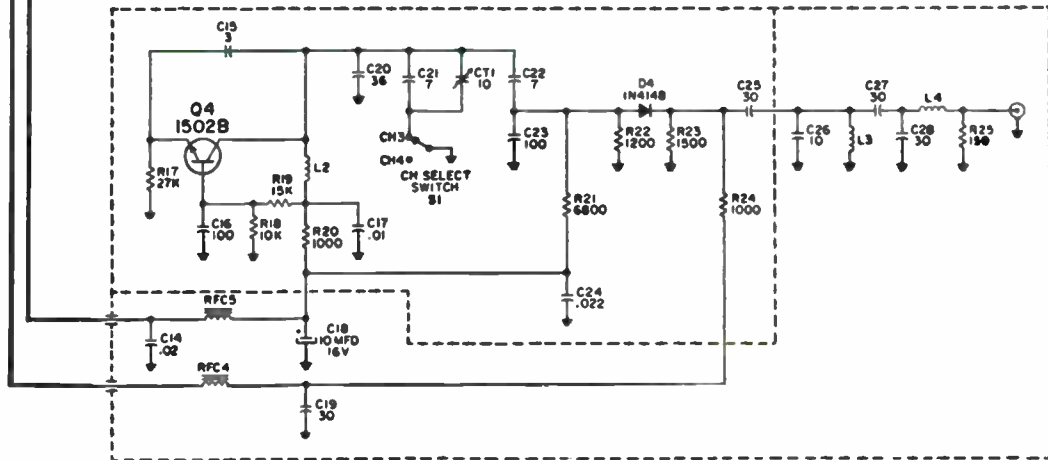 C15
3
C20
36
C21
7
CT1
10
C22
7
D4
1N4148
C25
30
C27
30
L4
Q4
1502B
CH3
CH4
CH SELECT
SWITCH
S1
C23
100
R22
1200
R23
1500
C26
10
L3
C28
30
R25
150
R17
27K
L2
R19
15K
C16
100
R18
10K
R20
1000
C17
.01
R21
6800
R24
1000
C24
.022
RFC5
C14
.02
C18
10 MFD
16V
+
RFC4
C19
30